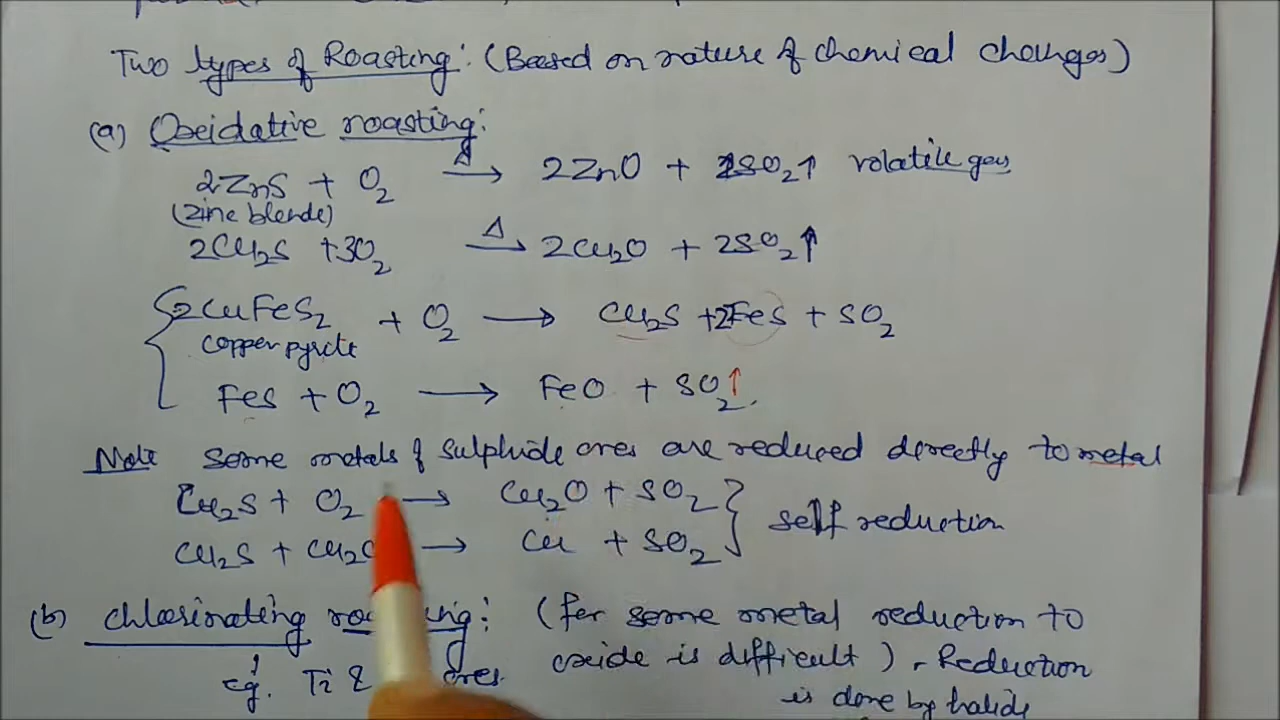 Two types of Roasting: (Based on nature of chemical changes)
(a) Oxidative roasting:
2ZnS + O2 Δ→ 2ZnO + 2SO2↑ volatile gas
(zinc blende)
2Cu2S + 3O2 Δ→ 2Cu2O + 2SO2↑
2CuFeS2 + O2 → Cu2S + 2FeS + SO2
copper pyrite
FeS + O2 → FeO + SO2↑.
Note Some metals of sulphide ores are reduced directly to metal
Cu2S + O2 → Cu2O + SO2
Cu2S + Cu2O → Cu + SO2 } self reduction
(b) chlorinating roasting: (for some metal reduction to
oxide is difficult). Reduction
eg. Ti & ores
is done by halide